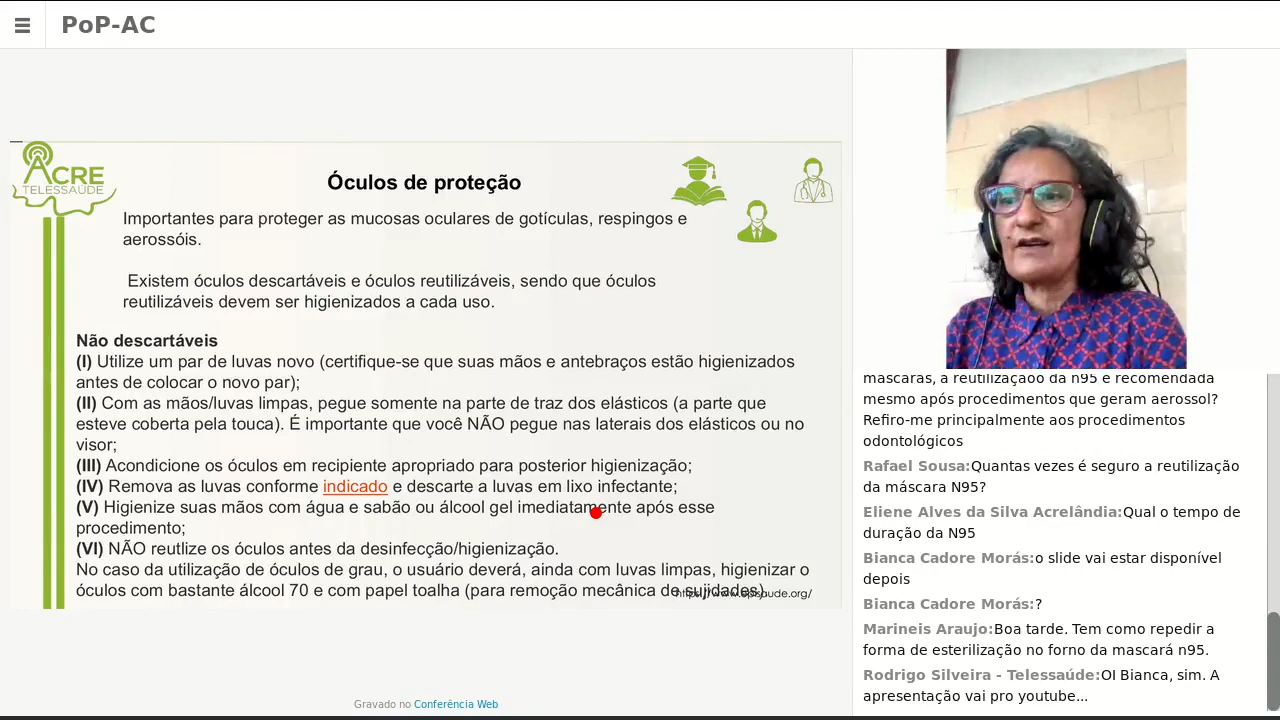 PoP-AC
ACRE
TELESSAÚDE
Óculos de proteção
Importantes para proteger as mucosas oculares de gotículas, respingos e
aerossóis.
Existem óculos descartáveis e óculos reutilizáveis, sendo que óculos
reutilizáveis devem ser higienizados a cada uso.
Não descartáveis
(I) Utilize um par de luvas novo (certifique-se que suas mãos e antebraços estão higienizados
antes de colocar o novo par);
(II) Com as mãos/luvas limpas, pegue somente na parte de traz dos elásticos (a parte que
esteve coberta pela touca). É importante que você NÃO pegue nas laterais dos elásticos ou no
visor;
(III) Acondicione os óculos em recipiente apropriado para posterior higienização;
(IV) Remova as luvas conforme indicado e descarte a luvas em lixo infectante;
(V) Higienize suas mãos com água e sabão ou álcool gel imediatamente após esse
procedimento;
(VI) NÃO reutlize os óculos antes da desinfecção/higienização.
No caso da utilização de óculos de grau, o usuário deverá, ainda com luvas limpas, higienizar o
óculos com bastante álcool 70 e com papel toalha (para remoção mecânica de sujidades)
Gravado no Conferência Web
máscaras, a reutilizaçãoo da n95 é recomendada
mesmo após procedimentos que geram aerossol?
Refiro-me principalmente aos procedimentos
odontológicos
Rafael Sousa:Quantas vezes é seguro a reutilização
da máscara N95?
Eliene Alves da Silva Acrelândia:Qual o tempo de
duração da N95
Bianca Cadore Morás:o slide vai estar disponível
depois
Bianca Cadore Morás:?
Marineis Araujo:Boa tarde. Tem como repedir a
forma de esterilização no forno da mascará n95.
Rodrigo Silveira - Telessaúde:OI Bianca, sim. A
apresentação vai pro youtube...